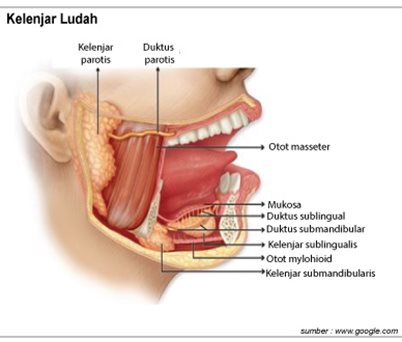 Kelenjar Ludah
Kelenjar
parotis
Duktus
parotis
Otot masseter
Mukosa
Duktus sublingual
Duktus submandibular
Kelenjar sublingualis
Otot mylohioid
Kelenjar submandibularis
sumber : www.google.com